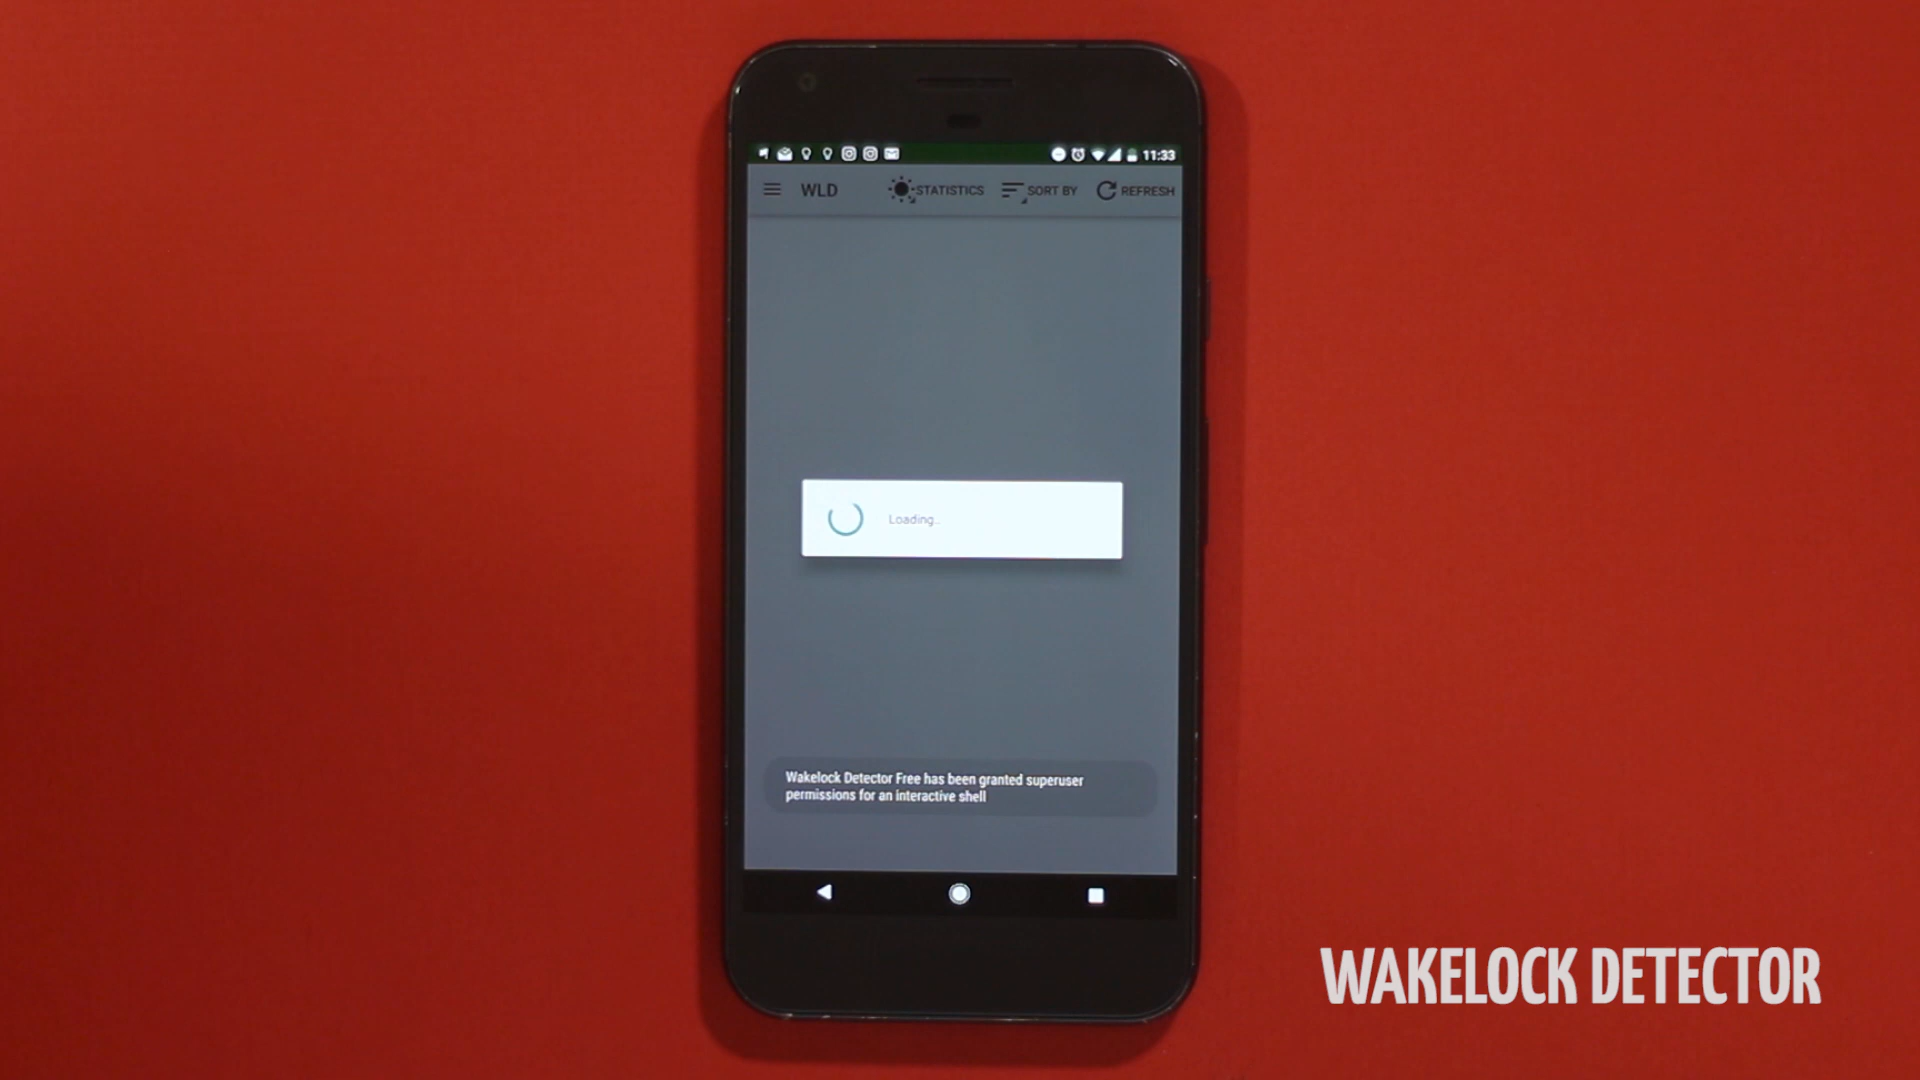 11:33
WLD STATISTICS SORT BY REFRESH
Loading..
Wakelock Detector Free has been granted superuser
permissions for an interactive shell
WAKELOCK DETECTOR